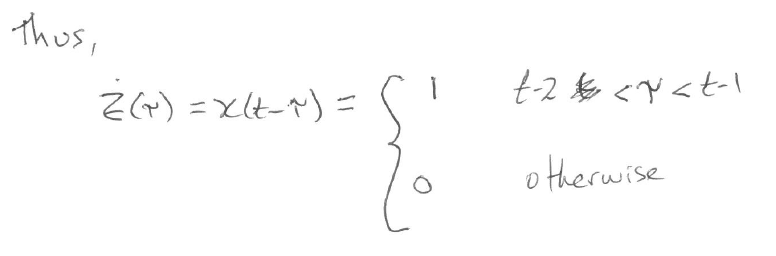 Thus,
ż(τ) = x(t-τ) = { 1 t-2 < τ < t-1
0 otherwise